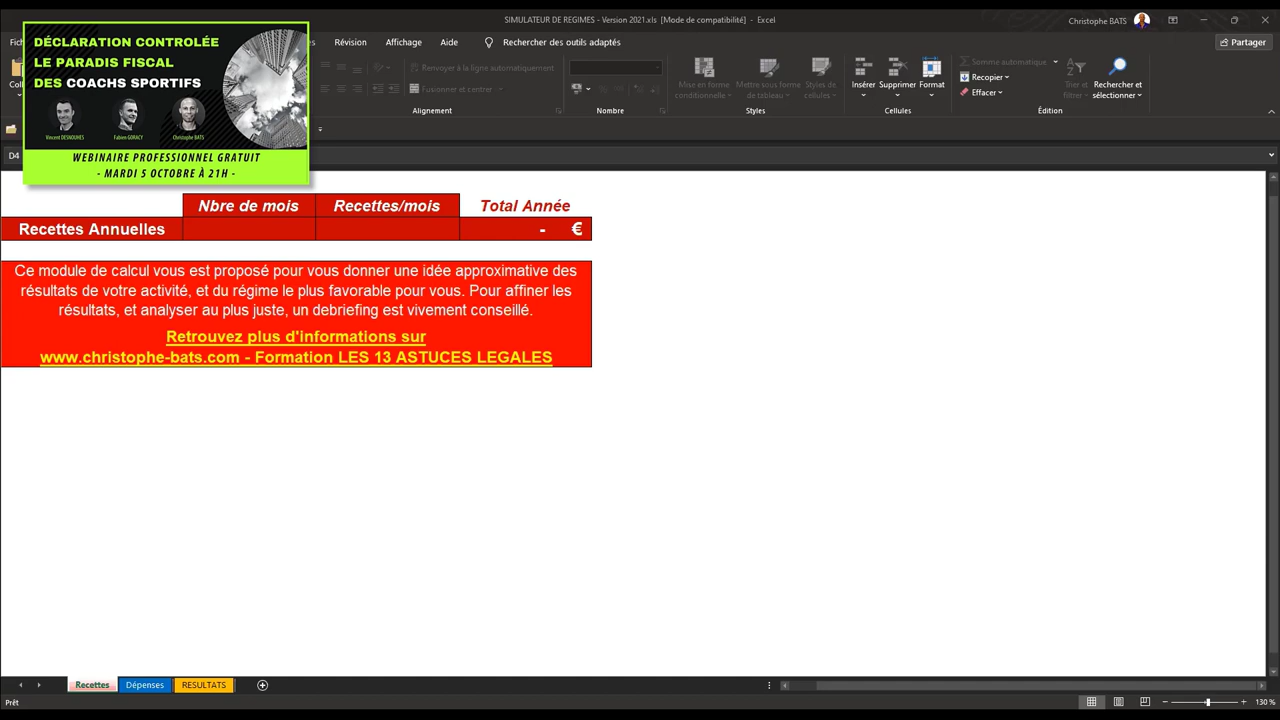 SIMULATEUR DE REGIMES - Version 2021.xls [Mode de compatibilité] - Excel
Christophe BATS
DÉCLARATION CONTROLÉE
LE PARADIS FISCAL
DES COACHS SPORTIFS
Vincent DESNOUHES
Fabien GORACY
Christophe BATS
WEBINAIRE PROFESSIONNEL GRATUIT
- MARDI 5 OCTOBRE À 21H -
Révision
Affichage
Aide
Rechercher des outils adaptés
Partager
Renvoyer à la ligne automatiquement
Fusionner et centrer
Alignement
Nombre
Mise en forme
conditionnelle
Mettre sous forme
de tableau
Styles de
cellules
Styles
Insérer
Supprimer
Format
Cellules
Somme automatique
Recopier
Effacer
Trier et
filtrer
Rechercher et
sélectionner
Édition
D4
Nbre de mois
Recettes/mois
Total Année
Recettes Annuelles
- €
Ce module de calcul vous est proposé pour vous donner une idée approximative des
résultats de votre activité, et du régime le plus favorable pour vous. Pour affiner les
résultats, et analyser au plus juste, un debriefing est vivement conseillé.
Retrouvez plus d'informations sur
www.christophe-bats.com - Formation LES 13 ASTUCES LEGALES
Recettes
Dépenses
RESULTATS
Prêt
130 %